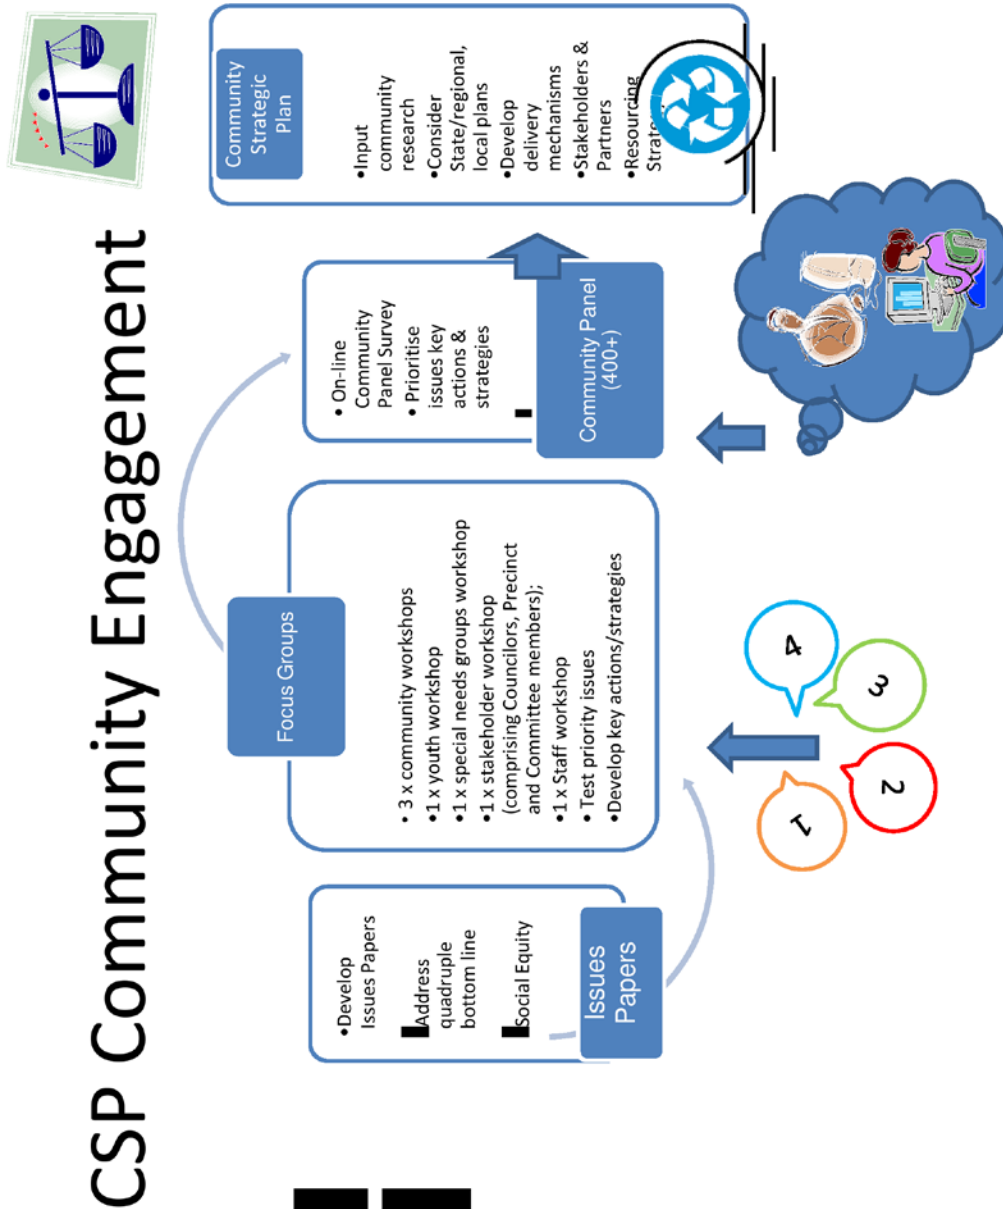 CSP Community Engagement
Issues
Papers
•Develop
Issues Papers
Address
quadruple
bottom line
Social Equity
Focus Groups
• 3 x community workshops
•1 x youth workshop
•1 x special needs groups workshop
•1 x stakeholder workshop
(comprising Councilors, Precinct
and Committee members);
•1 x Staff workshop
• Test priority issues
•Develop key actions/strategies
1
2
3
4
• On-line
Community
Panel Survey
• Prioritise
issues key
actions &
strategies
Community Panel
(400+)
Community
Strategic
Plan
•Input
community
research
•Consider
State/regional,
local plans
•Develop
delivery
mechanisms
•Stakeholders &
Partners
•Resourcing